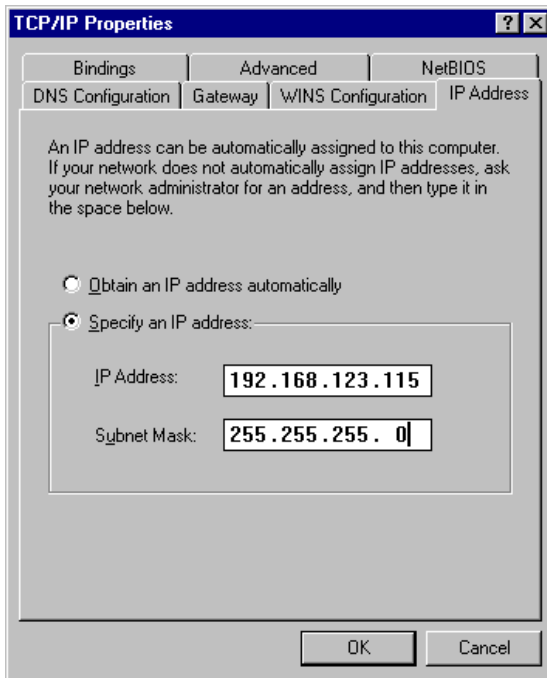 TCP/IP Properties
Bindings Advanced NetBIOS
DNS Configuration Gateway WINS Configuration IP Address
An IP address can be automatically assigned to this computer.
If your network does not automatically assign IP addresses, ask
your network administrator for an address, and then type it in
the space below.
Obtain an IP address automatically
Specify an IP address:
IP Address: 192.168.123.115
Subnet Mask: 255.255.255. 0
OK Cancel